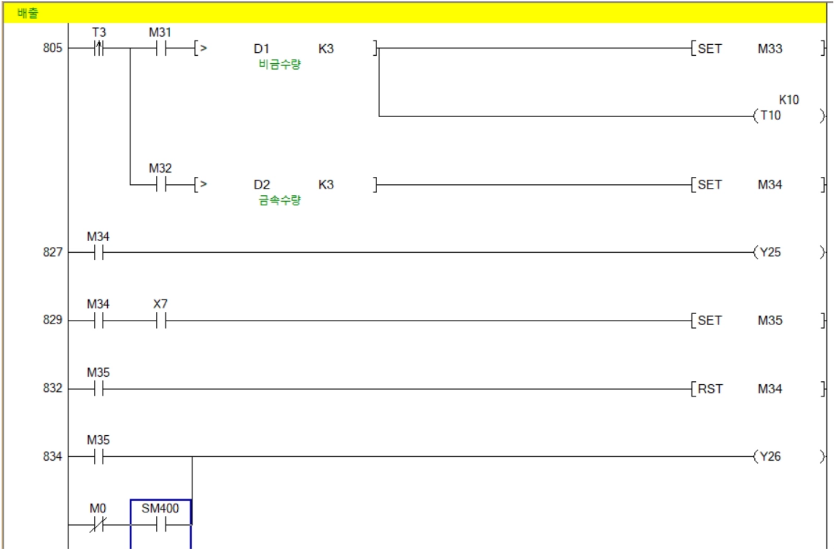 배출
T3 M31
805 [> D1 K3 ] [SET M33 ]
비금수량
K10
(T10 )
M32
[> D2 K3 ] [SET M34 ]
금속수량
M34
827 (Y25 )
M34 X7
829 [SET M35 ]
M35
832 [RST M34 ]
M35
834 (Y26 )
M0 SM400